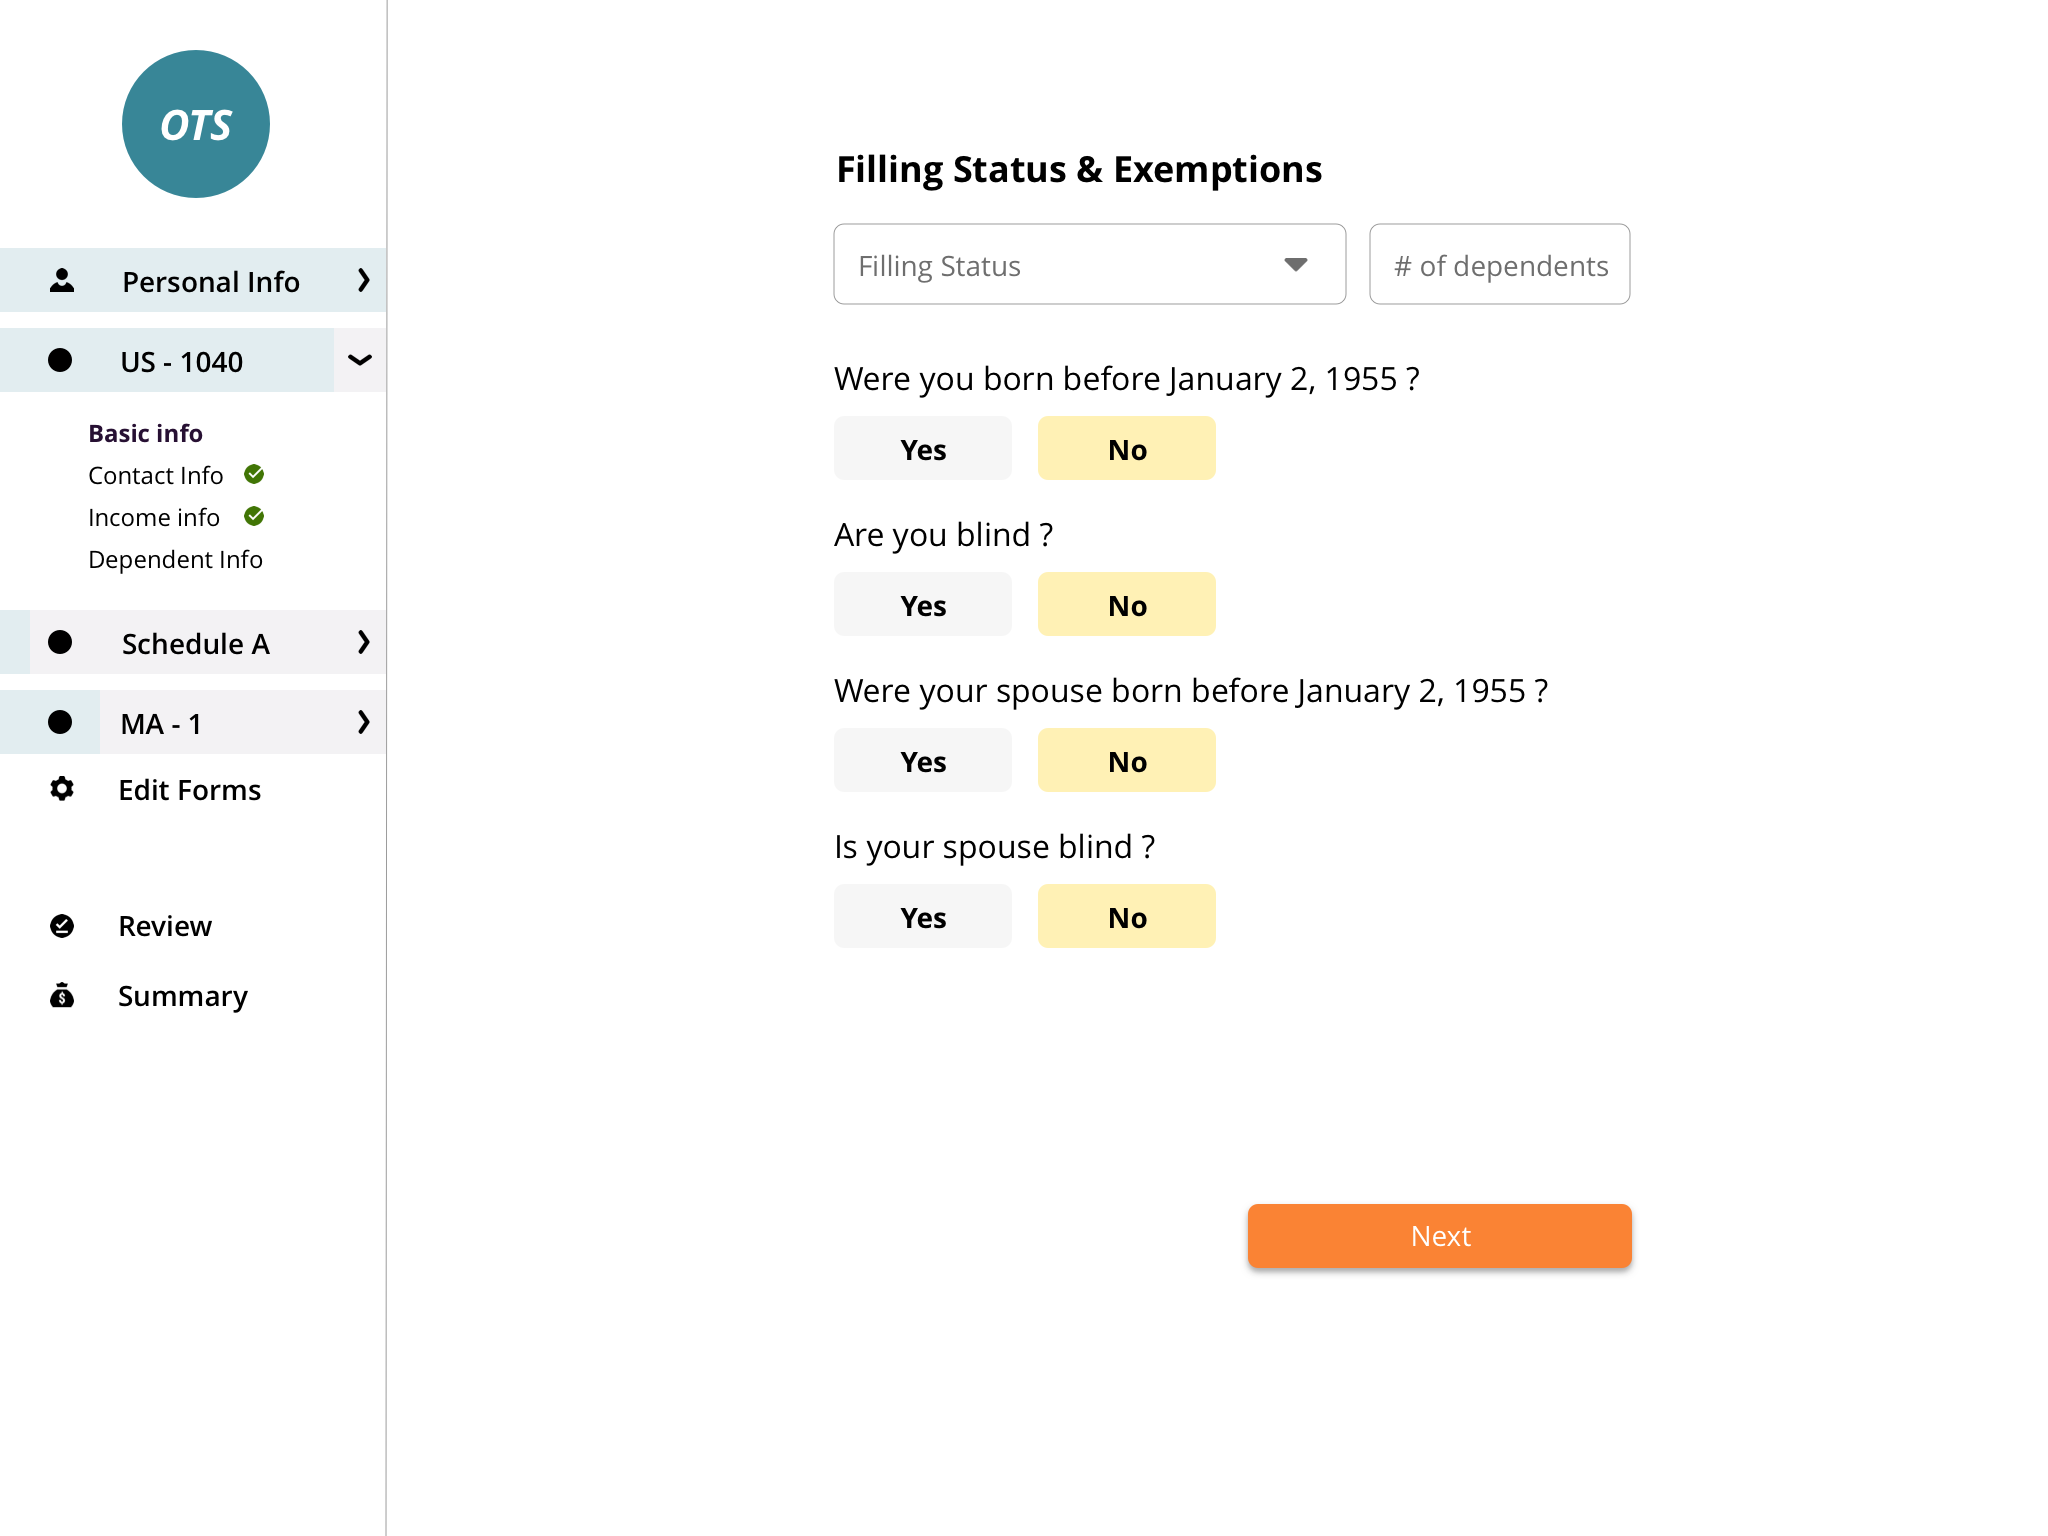 OTS
Personal Info
US - 1040
Basic info
Contact Info
Income info
Dependent Info
Schedule A
MA - 1
Edit Forms
Review
Summary
Filling Status & Exemptions
Filling Status
# of dependents
Were you born before January 2, 1955 ?
Yes No
Are you blind ?
Yes No
Were your spouse born before January 2, 1955 ?
Yes No
Is your spouse blind ?
Yes No
Next